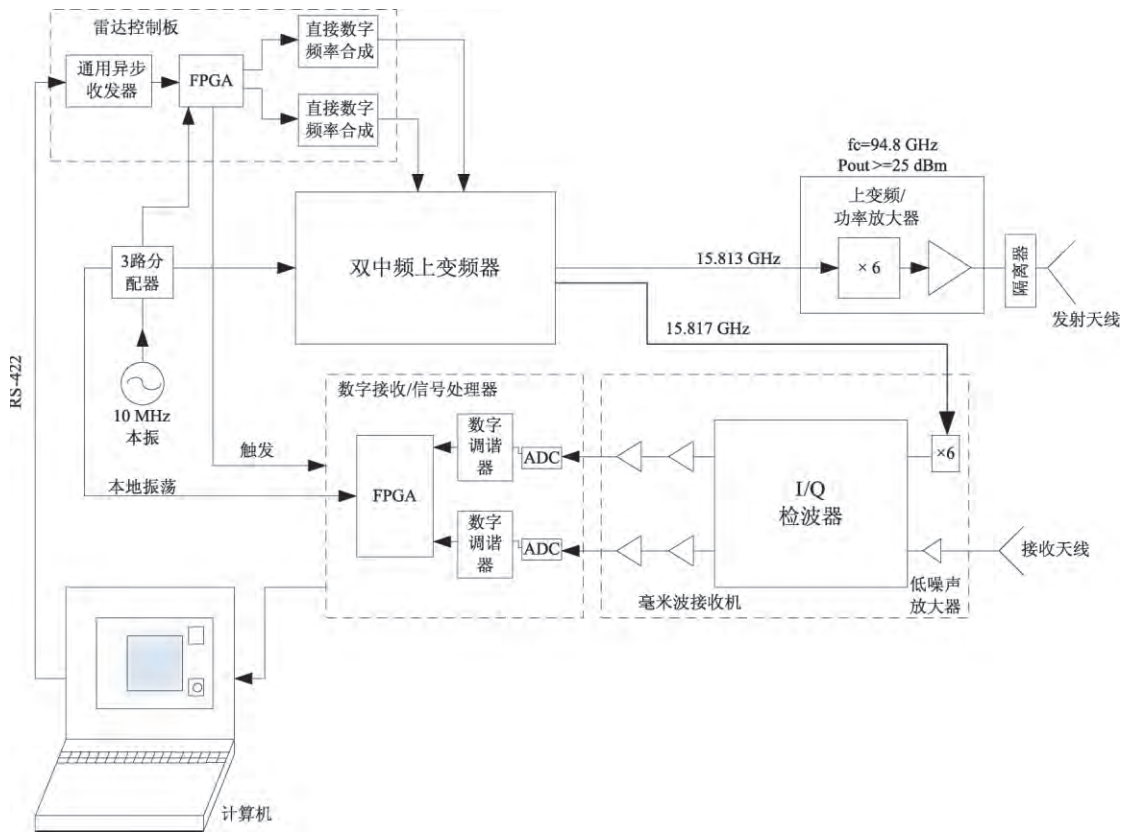 雷达控制板
通用异步
收发器
FPGA
直接数字
频率合成
直接数字
频率合成
fc=94.8 GHz
Pout >=25 dBm
上变频/
功率放大器
× 6
隔离器
发射天线
3路分
配器
双中频上变频器
15.813 GHz
15.817 GHz
RS-422
10 MHz
本振
触发
本地振荡
数字接收/信号处理器
FPGA
数字
调谐
器
ADC
数字
调谐
器
ADC
I/Q
检波器
×6
接收天线
低噪声
放大器
毫米波接收机
计算机